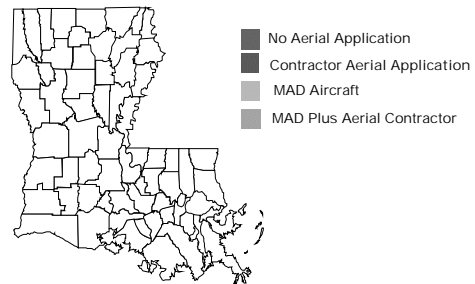 No Aerial Application
Contractor Aerial Application
MAD Aircraft
MAD Plus Aerial Contractor